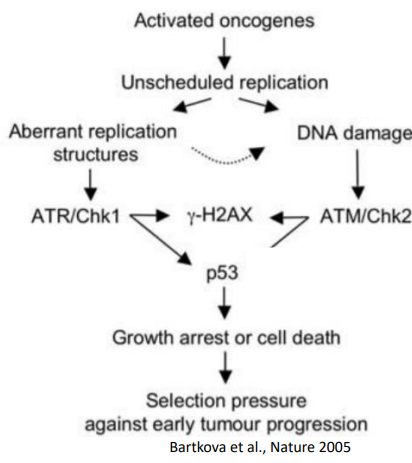 Activated oncogenes
Unscheduled replication
Aberrant replication
structures
DNA damage
ATR/Chk1
γ-H2AX
ATM/Chk2
p53
Growth arrest or cell death
Selection pressure
against early tumour progression
Bartkova et al., Nature 2005